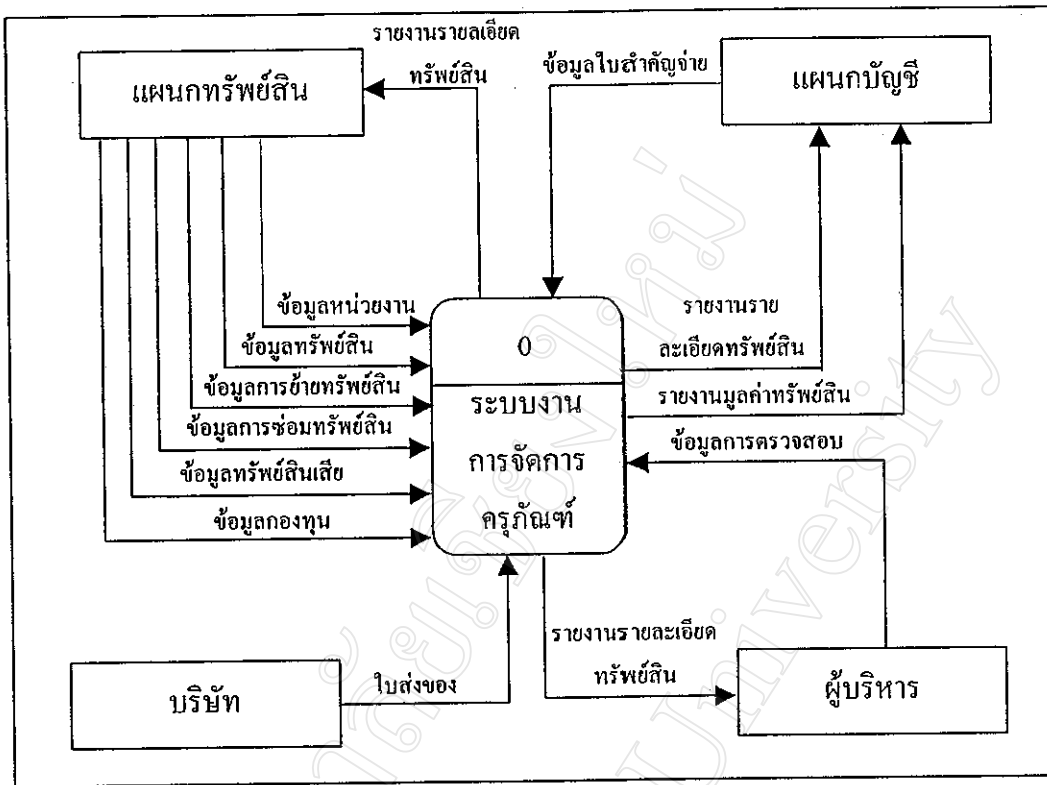 รายงานรายลเอียด
ทรัพย์สิน
แผนกทรัพย์สิน
ข้อมูลใบสำคัญจ่าย
แผนกบัญชี
ข้อมูลหน่วยงาน
ข้อมูลทรัพย์สิน
ข้อมูลการย้ายทรัพย์สิน
ข้อมูลการซ่อมทรัพย์สิน
ข้อมูลทรัพย์สินเสีย
ข้อมูลกองทุน
0
ระบบงาน
การจัดการ
ครุภัณฑ์
รายงานราย
ละเอียดทรัพย์สิน
รายงานมูลค่าทรัพย์สิน
ข้อมูลการตรวจสอบ
บริษัท
ใบส่งของ
รายงานรายละเอียด
ทรัพย์สิน
ผู้บริหาร
University